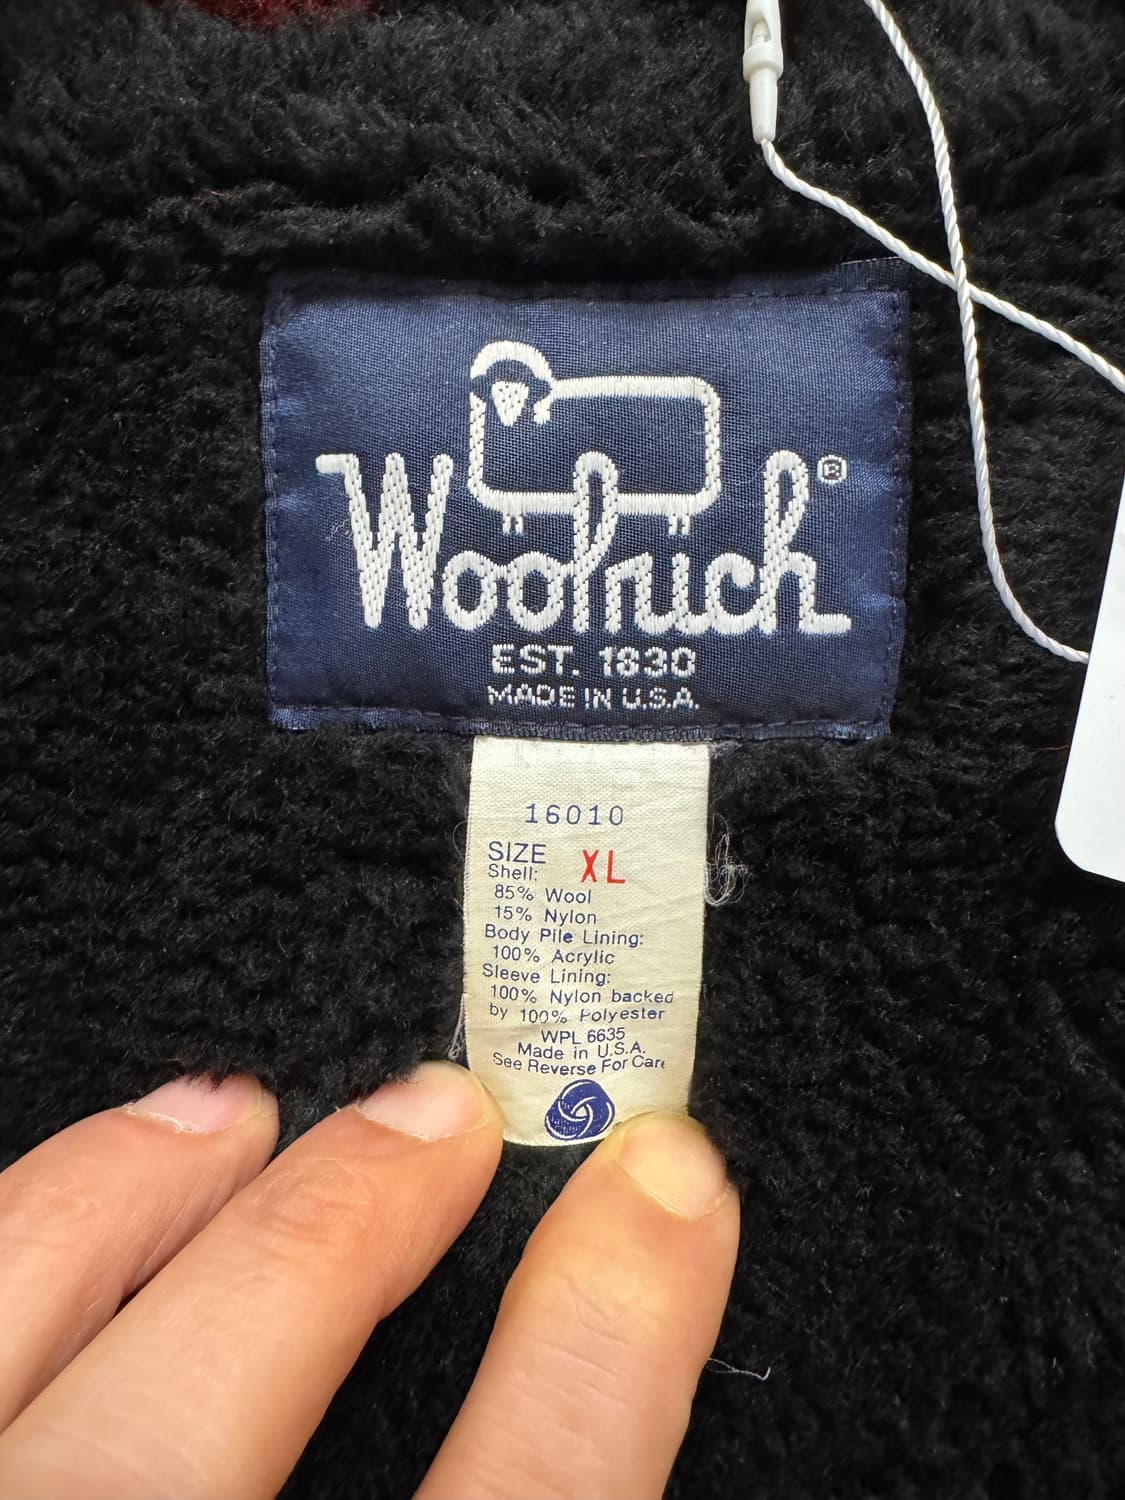 Woolrich®
EST. 1830
MADE IN U.S.A.
16010
SIZE XL
Shell:
85% Wool
15% Nylon
Body Pile Lining:
100% Acrylic
Sleeve Lining:
100% Nylon backed
by 100% Polyester
WPL 6635
Made in U.S.A.
See Reverse For Care